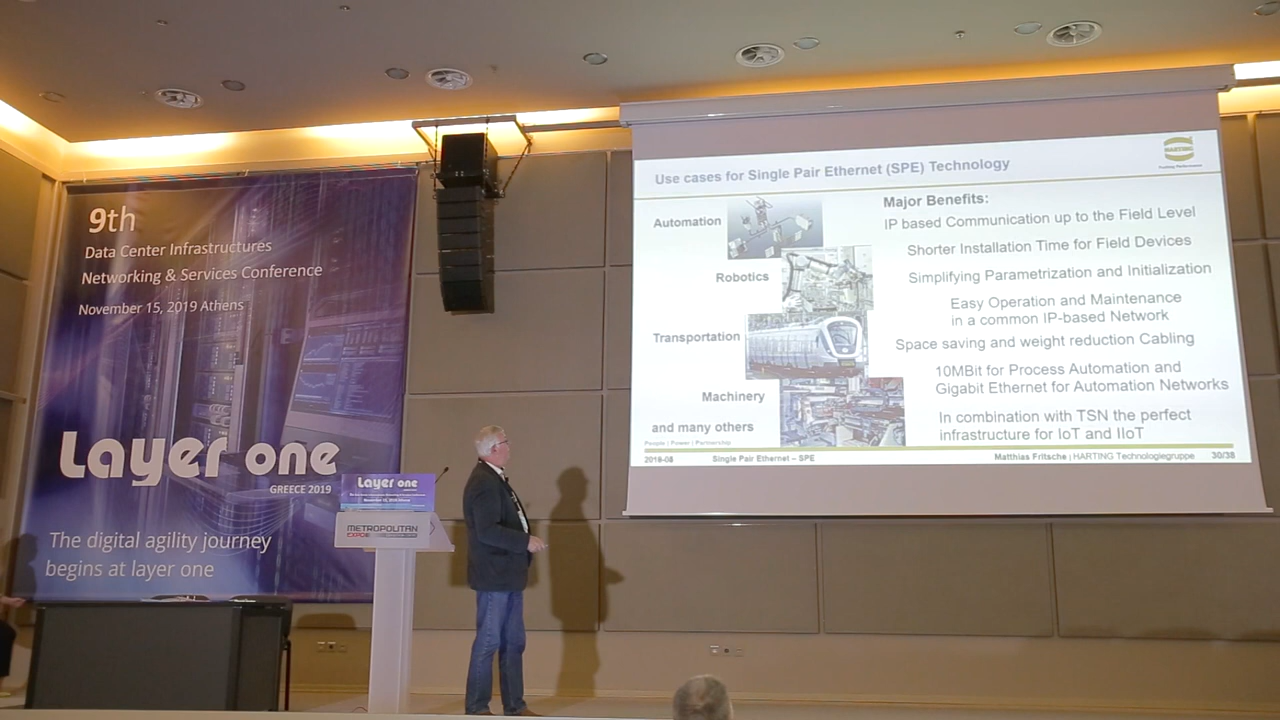 9th
Data Center Infrastructures
Networking & Services Conference
November 15, 2019 Athens
Layer one
GREECE 2019
The digital agility journey
begins at layer one
Layer one
METROPOLITAN
EXPO
Use cases for Single Pair Ethernet (SPE) Technology
HARTING
Pushing Performance
Automation
Robotics
Transportation
Machinery
and many others
Major Benefits:
IP based Communication up to the Field Level
Shorter Installation Time for Field Devices
Simplifying Parametrization and Initialization
Easy Operation and Maintenance
in a common IP-based Network
Space saving and weight reduction Cabling
10MBit for Process Automation and
Gigabit Ethernet for Automation Networks
In combination with TSN the perfect
infrastructure for IoT and IIoT
People | Power | Partnership
2019-08
Single Pair Ethernet – SPE
Matthias Fritsche | HARTING Technologiegruppe
30/38